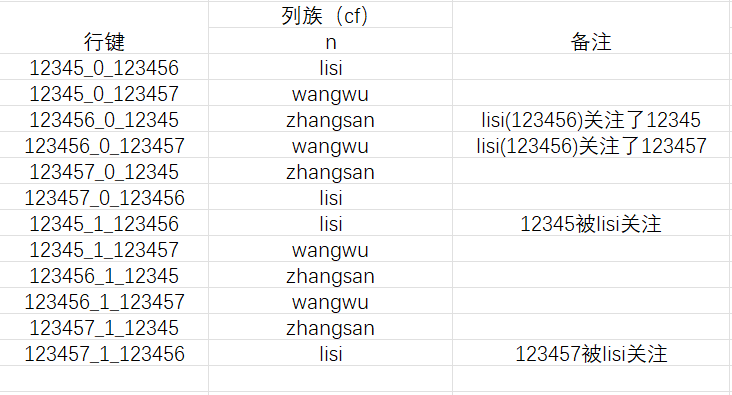 列族（cf）
行键 n 备注
12345_0_123456 lisi
12345_0_123457 wangwu
123456_0_12345 zhangsan lisi(123456)关注了12345
123456_0_123457 wangwu lisi(123456)关注了123457
123457_0_12345 zhangsan
123457_0_123456 lisi
12345_1_123456 lisi 12345被lisi关注
12345_1_123457 wangwu
123456_1_12345 zhangsan
123456_1_123457 wangwu
123457_1_12345 zhangsan
123457_1_123456 lisi 123457被lisi关注